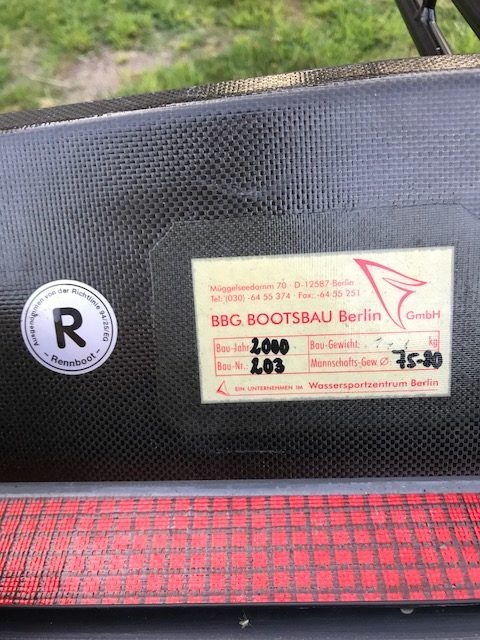 Ausgenommen von der Richtlinie 94/25/EG
R
- Rennboot -
Müggelseedamm 70 · D-12587 Berlin
Tel: (030) -64 55 374 · Fax: -64 55 251
BBG BOOTSBAU Berlin GmbH
Bau-Jahr: 2000 Bau-Gewicht: kg
Bau-Nr.: 203 Mannschafts-Gew. Ø: 75-80
EIN UNTERNEHMEN IM Wassersportzentrum Berlin